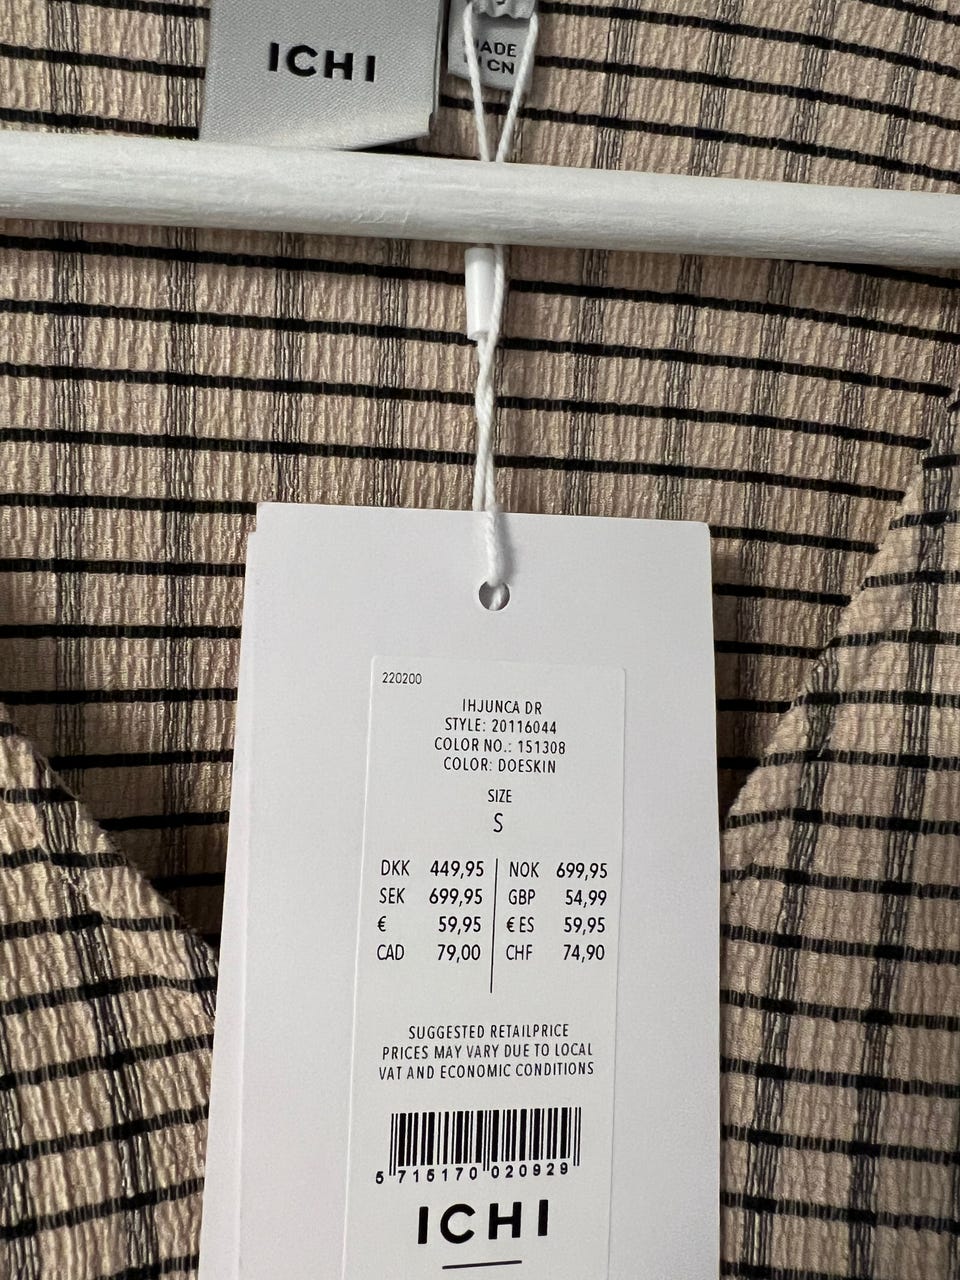 ICHI
MADE
IN CN
220200
IHJUNCA DR
STYLE: 20116044
COLOR NO.: 151308
COLOR: DOESKIN
SIZE
S
DKK 449,95 NOK 699,95
SEK 699,95 GBP 54,99
€ 59,95 € ES 59,95
CAD 79,00 CHF 74,90
SUGGESTED RETAILPRICE
PRICES MAY VARY DUE TO LOCAL
VAT AND ECONOMIC CONDITIONS
5 715170 020929
ICHI